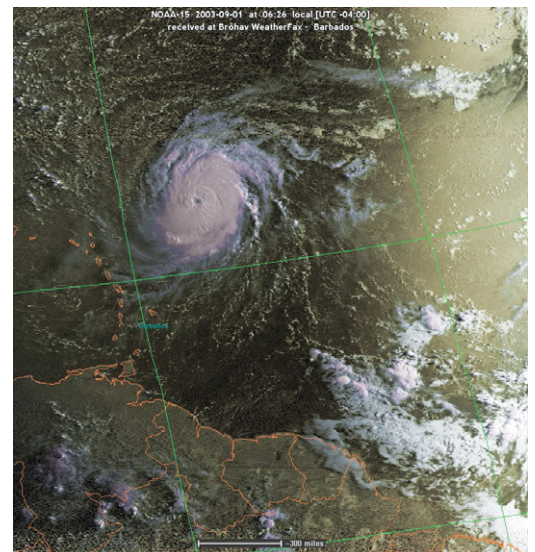 NOAA-15 2003-09-01 at 06:26 local [UTC -04:00]
received at Bröhav WeatherFax - Barbados
Barbados
~300 miles